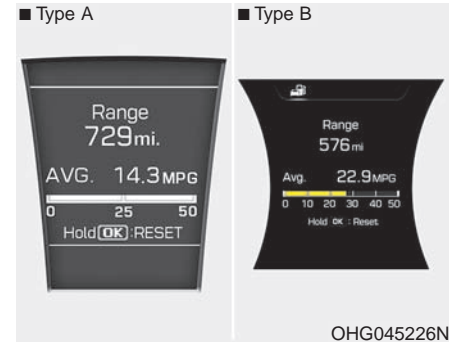 ■ Type A
■ Type B
Range
729mi.
AVG. 14.3MPG
0 25 50
Hold OK :RESET
Range
576mi
Avg. 22.9MPG
0 10 20 30 40 50
Hold OK : Reset
OHG045226N